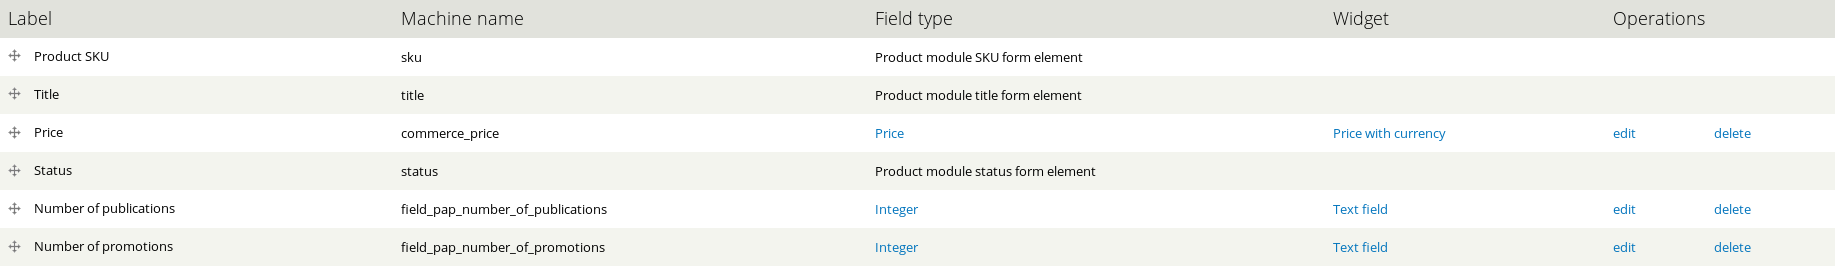 Label Machine name Field type Widget Operations
Product SKU sku Product module SKU form element
Title title Product module title form element
Price commerce_price Price Price with currency edit delete
Status status Product module status form element
Number of publications field_pap_number_of_publications Integer Text field edit delete
Number of promotions field_pap_number_of_promotions Integer Text field edit delete